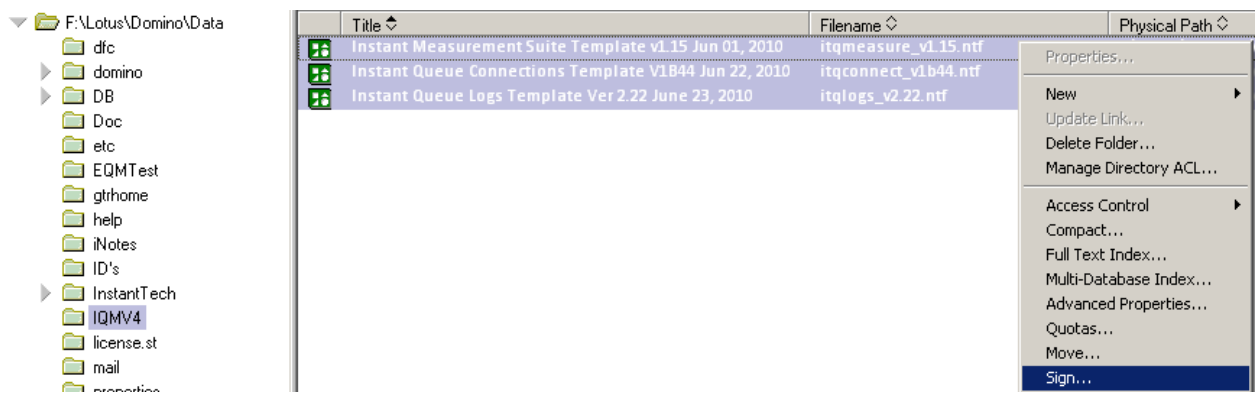 F:\Lotus\Domino\Data
dfc
domino
DB
Doc
etc
EQMTest
gtrhome
help
iNotes
ID's
InstantTech
IQMV4
license.st
mail
properties
Title Filename Physical Path
Instant Measurement Suite Template v1.15 Jun 01, 2010 itqmeasure_v1.15.ntf
Instant Queue Connections Template V1B44 Jun 22, 2010 itqconnect_v1b44.ntf
Instant Queue Logs Template Ver 2.22 June 23, 2010 itqlogs_v2.22.ntf
Properties...
New
Update Link...
Delete Folder...
Manage Directory ACL...
Access Control
Compact...
Full Text Index...
Multi-Database Index...
Advanced Properties...
Quotas...
Move...
Sign...